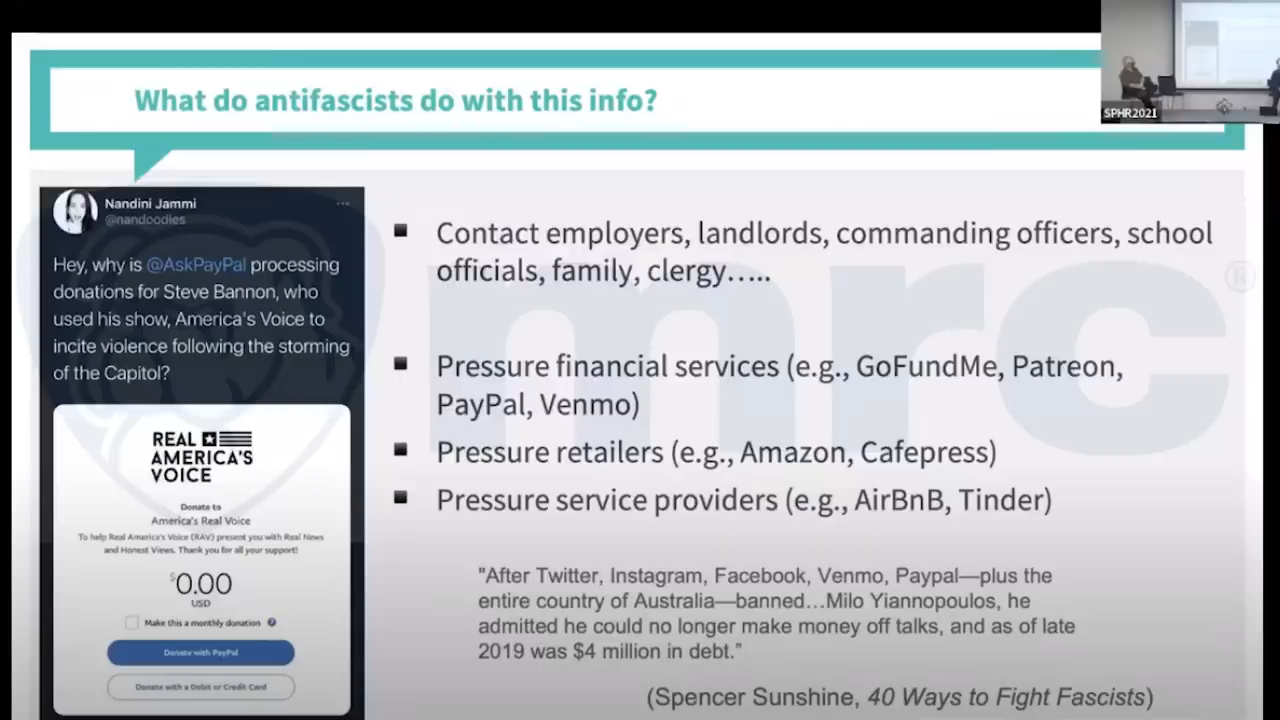 What do antifascists do with this info?
SPHR2021
Nandini Jammi
@nandoodles
Hey, why is @AskPayPal processing
donations for Steve Bannon, who
used his show, America's Voice to
incite violence following the storming
of the Capitol?
REAL
AMERICA'S
VOICE
Donate to
America's Real Voice
To help Real America's Voice (RAV) present you with Real News
and Honest Views. Thank you for all your support!
$0.00
USD
Make this a monthly donation ?
Donate with PayPal
Donate with a Debit or Credit Card
▪ Contact employers, landlords, commanding officers, school
officials, family, clergy…..
▪ Pressure financial services (e.g., GoFundMe, Patreon,
PayPal, Venmo)
▪ Pressure retailers (e.g., Amazon, Cafepress)
▪ Pressure service providers (e.g., AirBnB, Tinder)
"After Twitter, Instagram, Facebook, Venmo, Paypal—plus the
entire country of Australia—banned…Milo Yiannopoulos, he
admitted he could no longer make money off talks, and as of late
2019 was $4 million in debt."
(Spencer Sunshine, 40 Ways to Fight Fascists)
mrc®